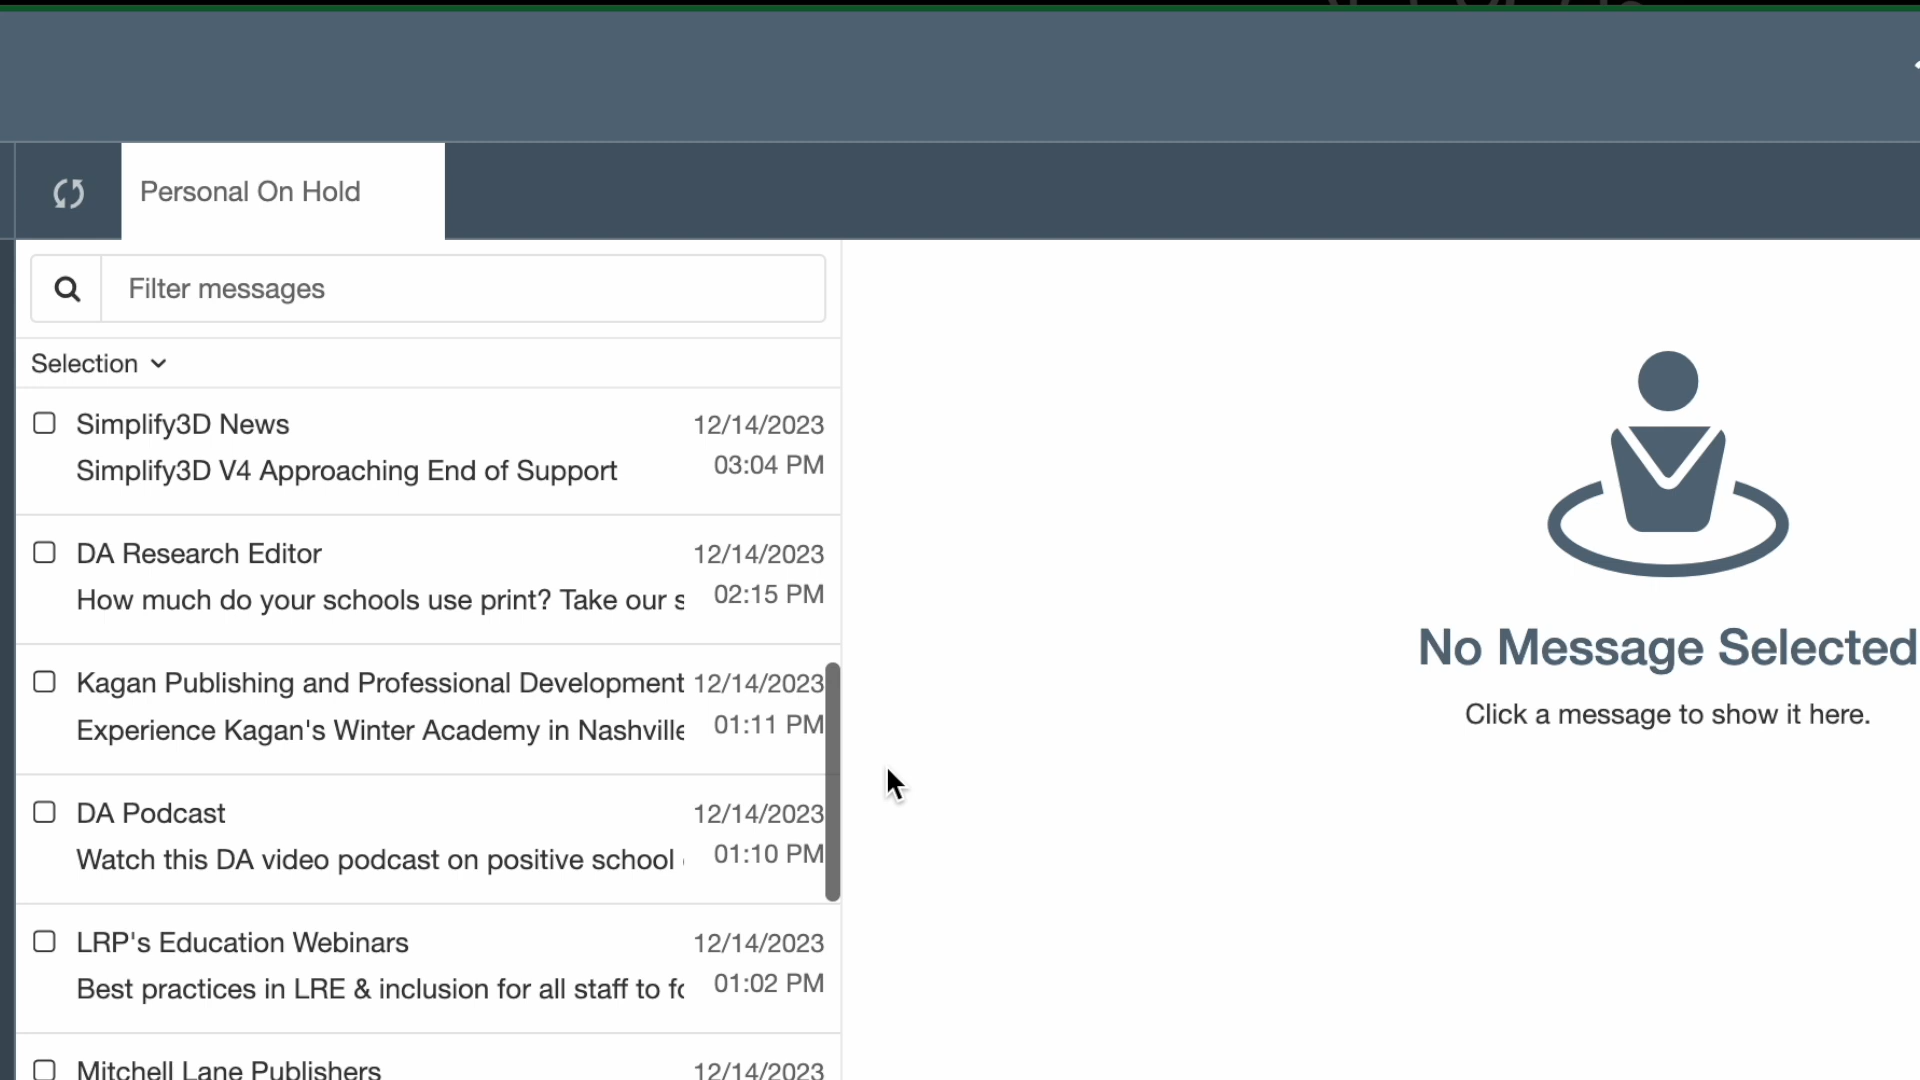 Personal On Hold
Filter messages
Selection
Simplify3D News 12/14/2023
Simplify3D V4 Approaching End of Support 03:04 PM
DA Research Editor 12/14/2023
How much do your schools use print? Take our s 02:15 PM
Kagan Publishing and Professional Development 12/14/2023
Experience Kagan's Winter Academy in Nashville 01:11 PM
DA Podcast 12/14/2023
Watch this DA video podcast on positive school 01:10 PM
LRP's Education Webinars 12/14/2023
Best practices in LRE & inclusion for all staff to fo 01:02 PM
Mitchell Lane Publishers 12/14/2023
No Message Selected
Click a message to show it here.